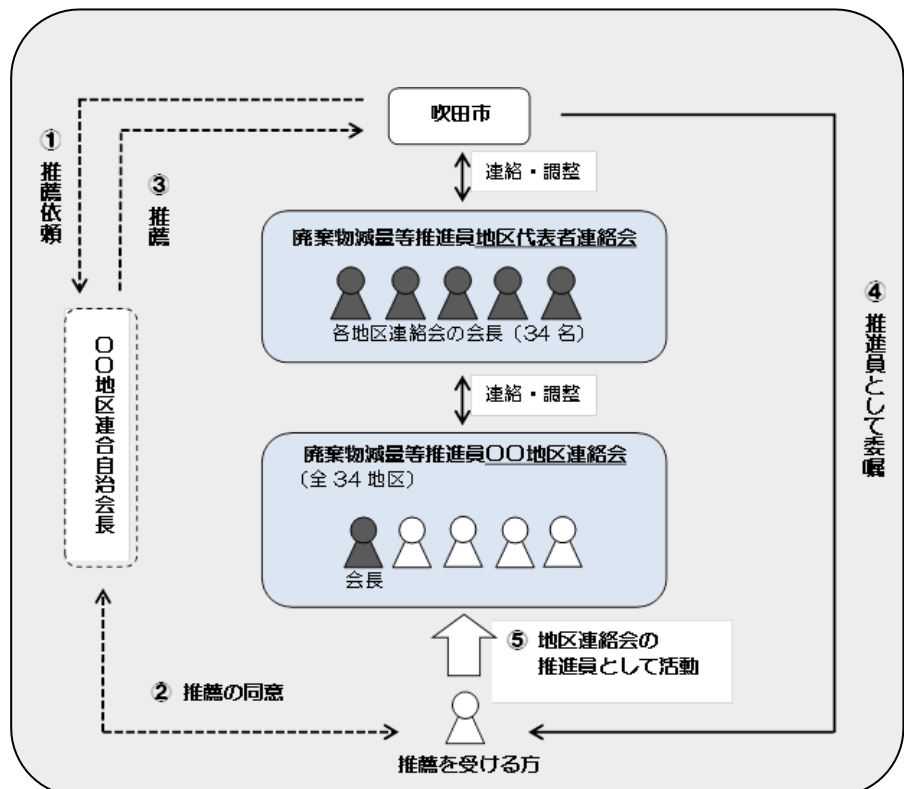 吹田市
① 推薦依頼
③ 推薦
連絡・調整
廃棄物減量等推進員地区代表者連絡会
各地区連絡会の会長（34 名）
〇〇地区連合自治会長
④ 推進員として委嘱
連絡・調整
廃棄物減量等推進員〇〇地区連絡会
（全 34 地区）
会長
⑤ 地区連絡会の
推進員として活動
② 推薦の同意
推薦を受ける方